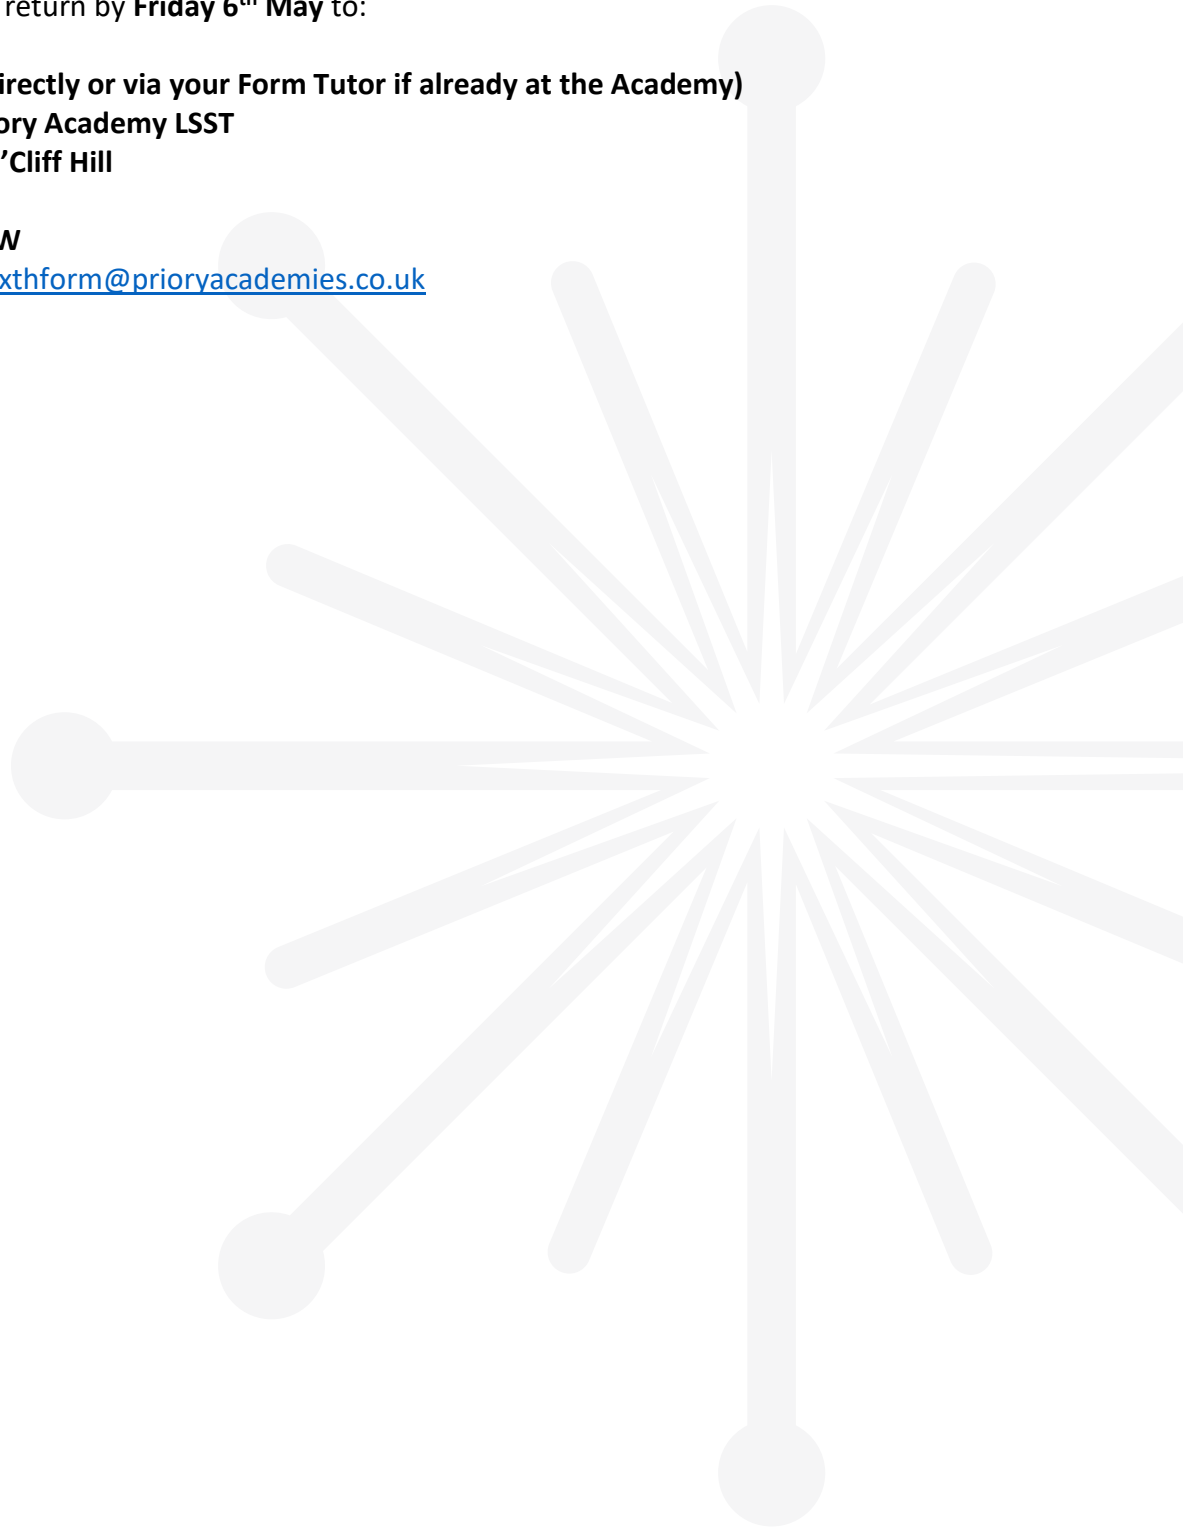 return by Friday 6th May to:
irectly or via your Form Tutor if already at the Academy)
ory Academy LSST
'Cliff Hill
W
xthform@prioryacademies.co.uk